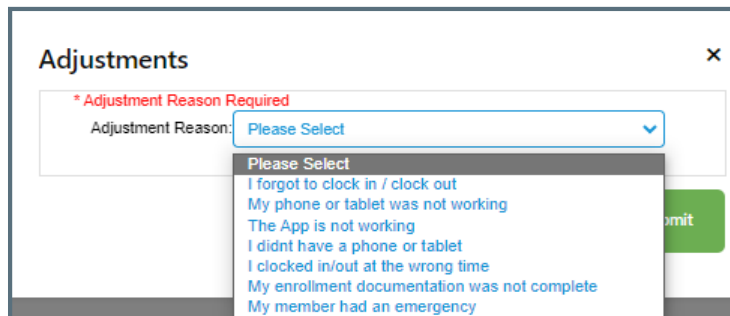 Adjustments ×
* Adjustment Reason Required
Adjustment Reason: Please Select
Please Select
I forgot to clock in / clock out
My phone or tablet was not working
The App is not working
I didnt have a phone or tablet
I clocked in/out at the wrong time
My enrollment documentation was not complete
My member had an emergency